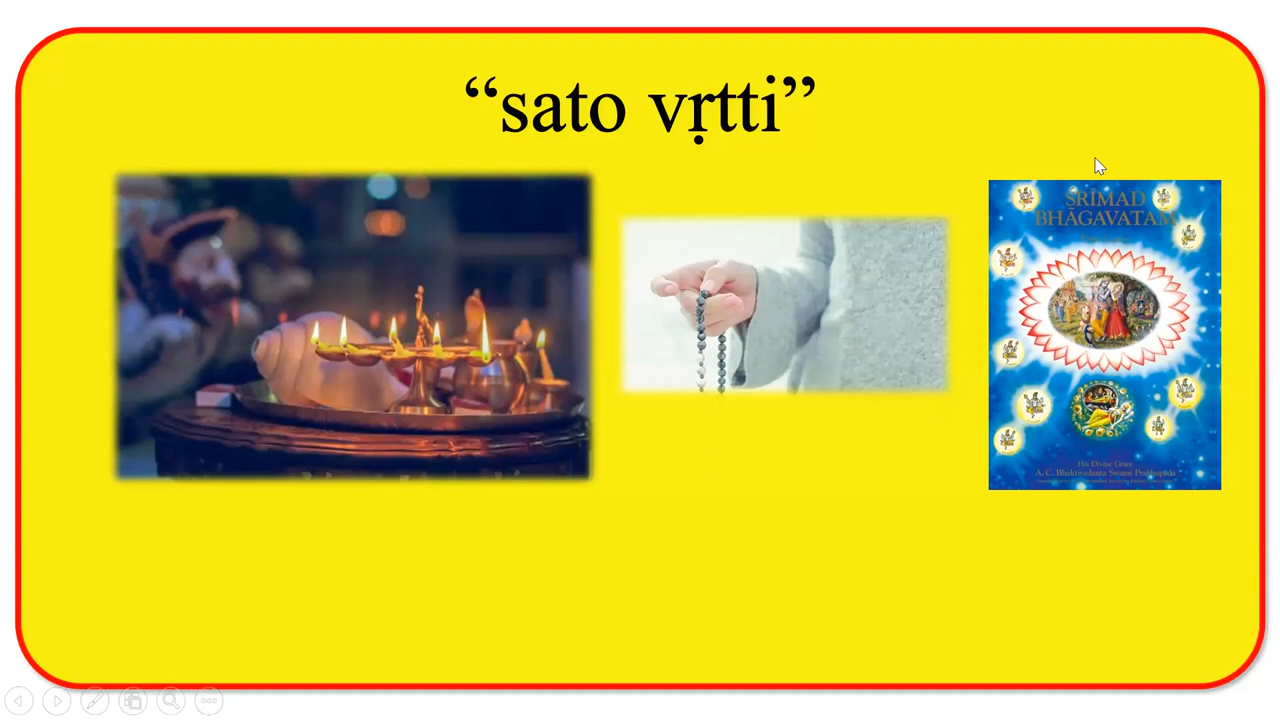 “sato vṛtti”
ŚRĪMAD
BHĀGAVATAM
His Divine Grace
A. C. Bhaktivedanta Swami Prabhupāda